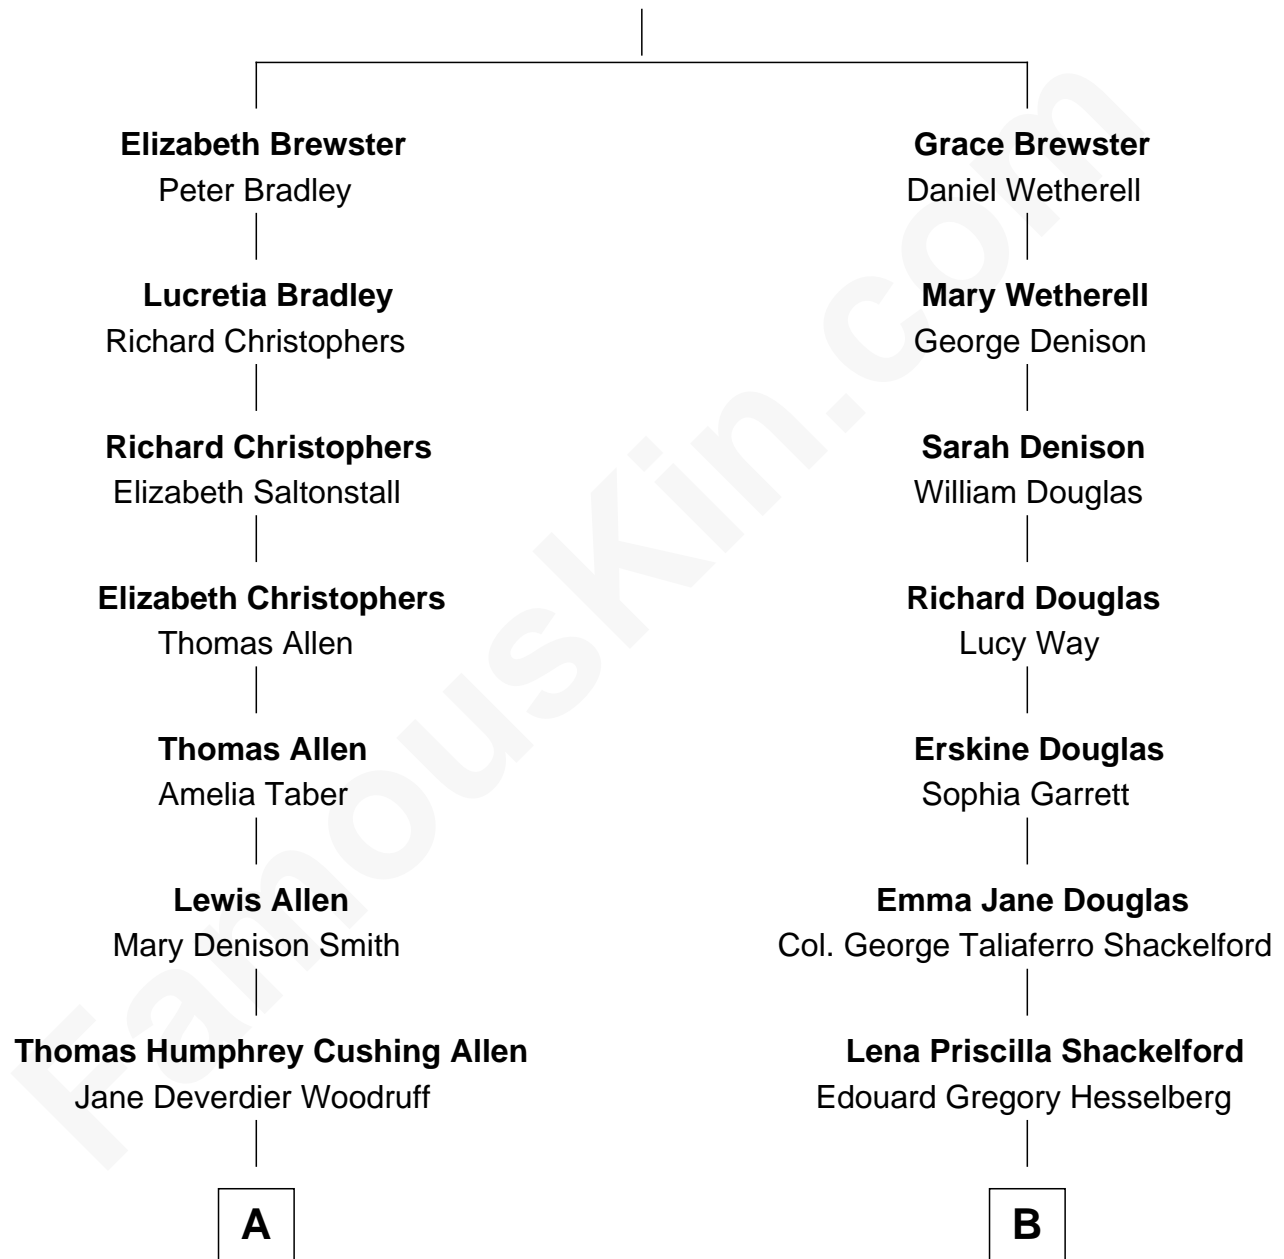 Elizabeth Brewster
Peter Bradley
Lucretia Bradley
Richard Christophers
Richard Christophers
Elizabeth Saltonstall
Elizabeth Christophers
Thomas Allen
Thomas Allen
Amelia Taber
Lewis Allen
Mary Denison Smith
Thomas Humphrey Cushing Allen
Jane Deverdier Woodruff
A
Grace Brewster
Daniel Wetherell
Mary Wetherell
George Denison
Sarah Denison
William Douglas
Richard Douglas
Lucy Way
Erskine Douglas
Sophia Garrett
Emma Jane Douglas
Col. George Taliaferro Shackelford
Lena Priscilla Shackelford
Edouard Gregory Hesselberg
B
FamousKin.com